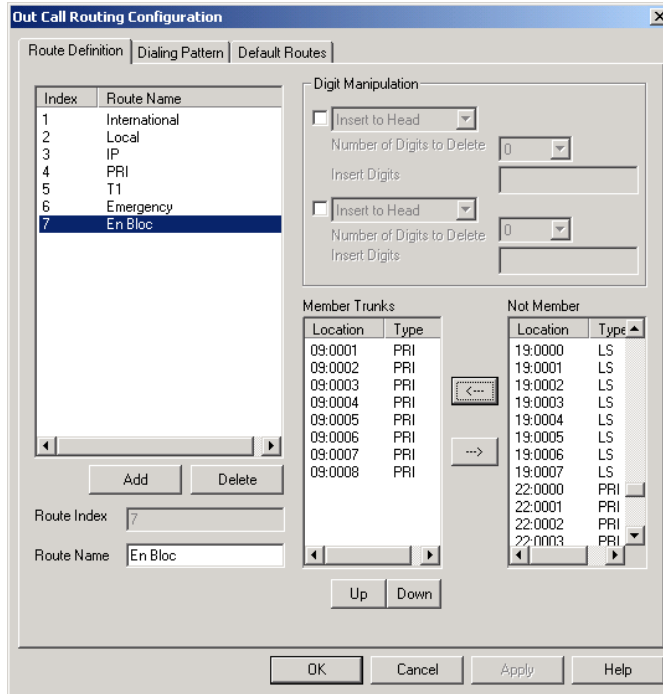 Out Call Routing Configuration
Route Definition Dialing Pattern Default Routes
Index Route Name
1 International
2 Local
3 IP
4 PRI
5 T1
6 Emergency
7 En Bloc
Add Delete
Route Index 7
Route Name En Bloc
Digit Manipulation
Insert to Head
Number of Digits to Delete 0
Insert Digits
Insert to Head
Number of Digits to Delete 0
Insert Digits
Member Trunks
Location Type
09:0001 PRI
09:0002 PRI
09:0003 PRI
09:0004 PRI
09:0005 PRI
09:0006 PRI
09:0007 PRI
09:0008 PRI
Up Down
<---
--->
Not Member
Location Type
19:0000 LS
19:0001 LS
19:0002 LS
19:0003 LS
19:0004 LS
19:0005 LS
19:0006 LS
19:0007 LS
22:0000 PRI
22:0001 PRI
22:0002 PRI
22:0003 PRI
OK Cancel Apply Help